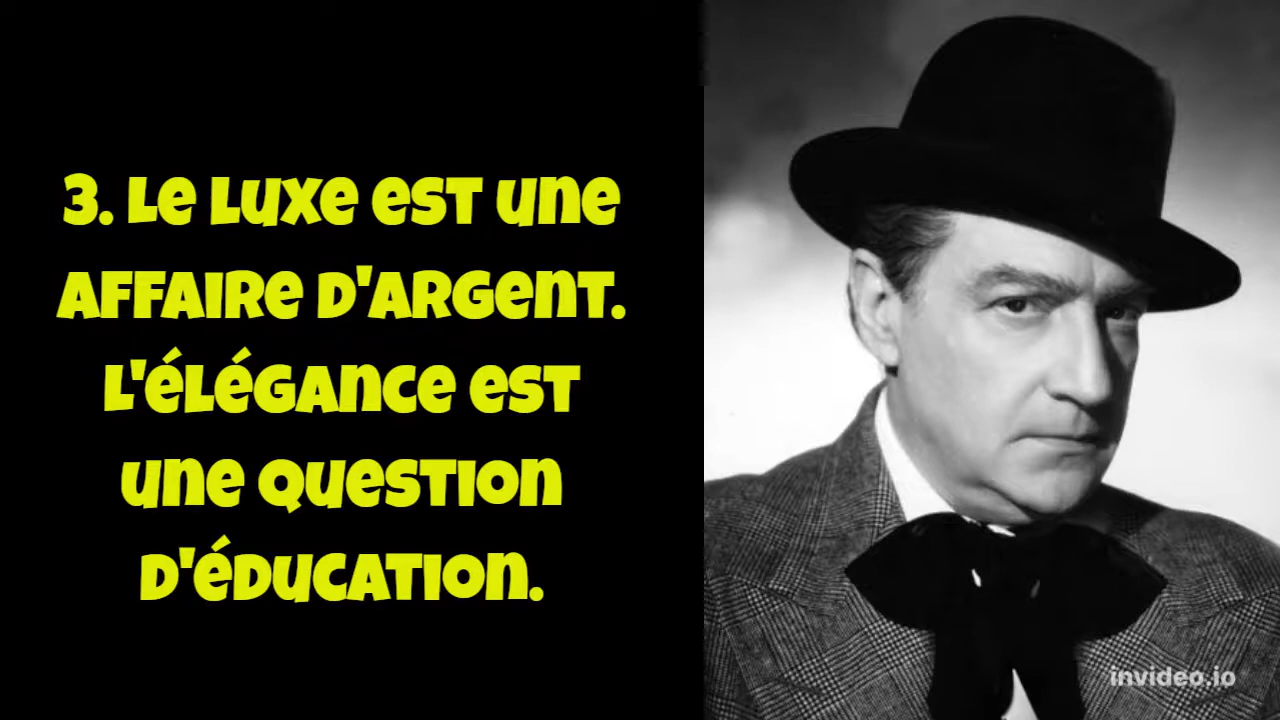 3. Le luxe est une
affaire d'argent.
L'élégance est
une question
d'éducation.
invideo.io